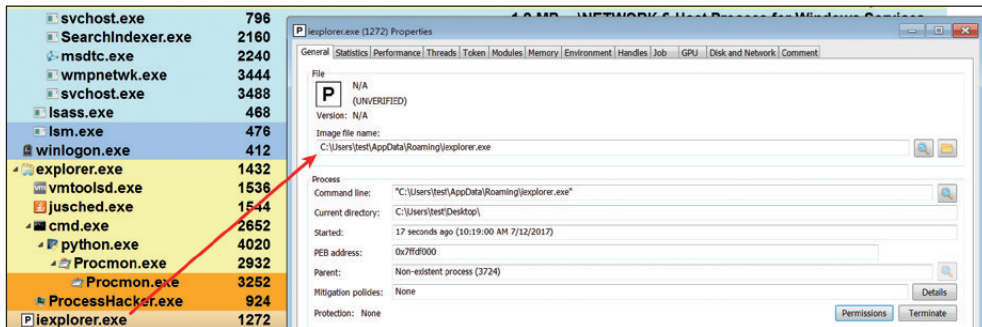 svchost.exe 796
SearchIndexer.exe 2160
msdtc.exe 2240
wmpnetwk.exe 3444
svchost.exe 3488
lsass.exe 468
lsm.exe 476
winlogon.exe 412
explorer.exe 1432
vmtoolsd.exe 1536
jusched.exe 1544
cmd.exe 2652
python.exe 4020
Procmon.exe 2932
Procmon.exe 3252
ProcessHacker.exe 924
iexplorer.exe 1272
iexplorer.exe (1272) Properties
General Statistics Performance Threads Token Modules Memory Environment Handles Job GPU Disk and Network Comment
File
P
N/A
(UNVERIFIED)
Version: N/A
Image file name:
C:\Users\test\AppData\Roaming\iexplorer.exe
Process
Command line: "C:\Users\test\AppData\Roaming\iexplorer.exe"
Current directory: C:\Users\test\Desktop\
Started: 17 seconds ago (10:19:00 AM 7/12/2017)
PEB address: 0x7ffdf000
Parent: Non-existent process (3724)
Mitigation policies: None Details
Protection: None Permissions Terminate